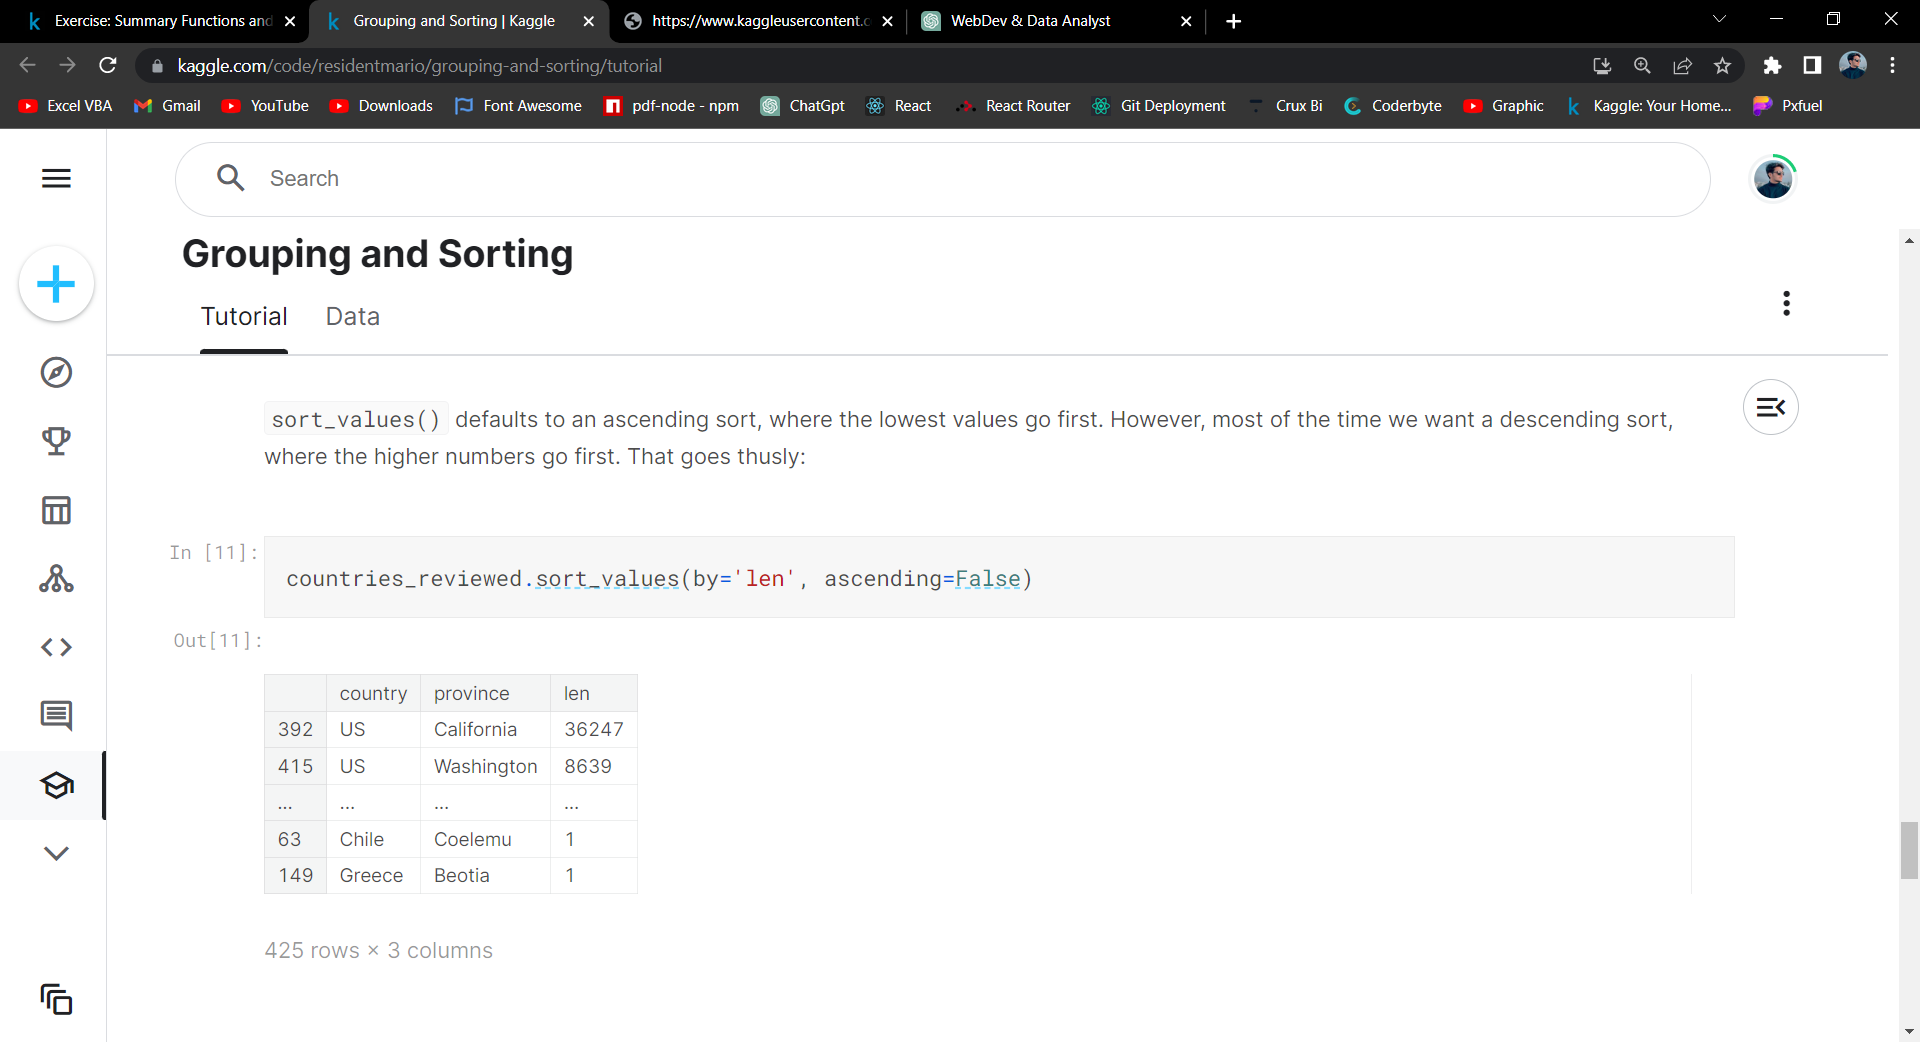 Exercise: Summary Functions and
Grouping and Sorting | Kaggle
https://www.kaggleusercontent.c
WebDev & Data Analyst
kaggle.com/code/residentmario/grouping-and-sorting/tutorial
Excel VBA
Gmail
YouTube
Downloads
Font Awesome
pdf-node - npm
ChatGpt
React
React Router
Git Deployment
Crux Bi
Coderbyte
Graphic
Kaggle: Your Home...
Pxfuel
Search
Grouping and Sorting
Tutorial Data
sort_values() defaults to an ascending sort, where the lowest values go first. However, most of the time we want a descending sort,
where the higher numbers go first. That goes thusly:
In [11]:
countries_reviewed.sort_values(by='len', ascending=False)
Out[11]:
country province len
392 US California 36247
415 US Washington 8639
... ... ... ...
63 Chile Coelemu 1
149 Greece Beotia 1
425 rows × 3 columns